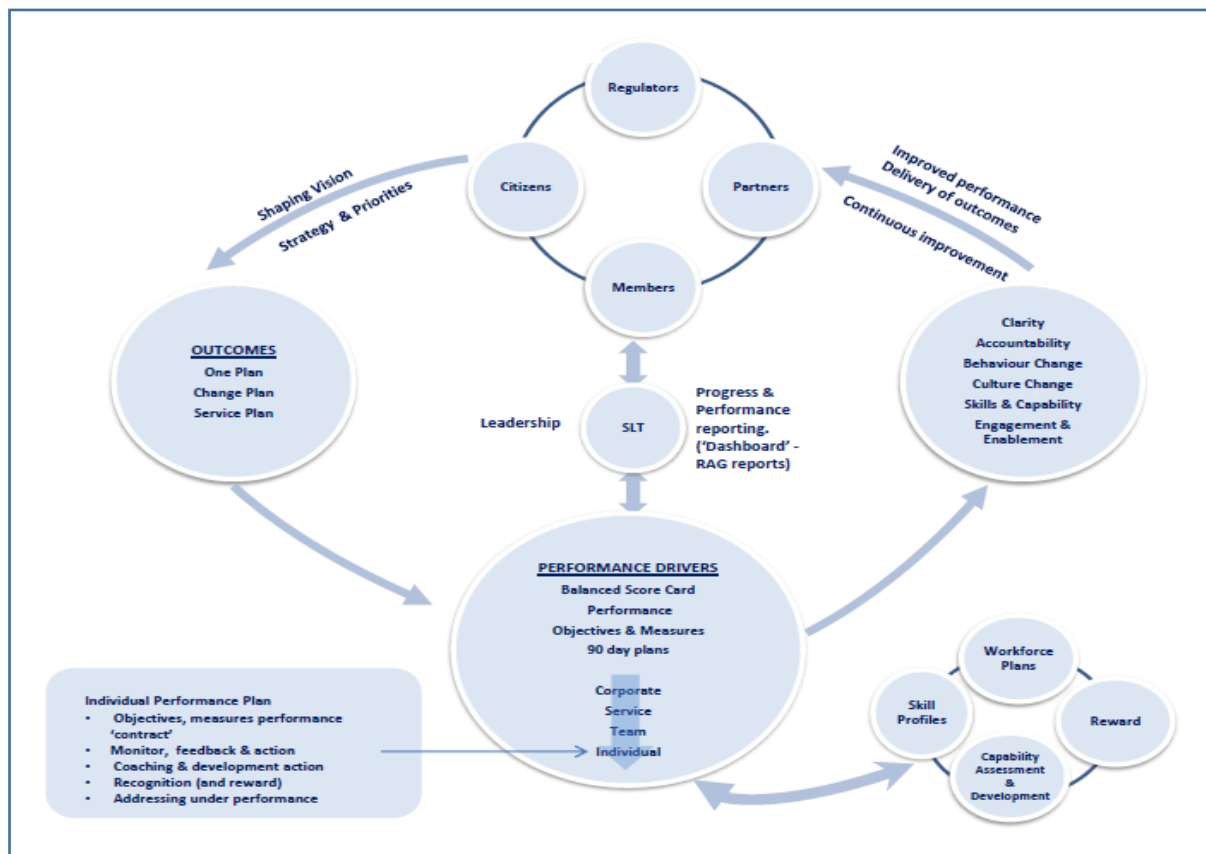 Regulators
Citizens
Partners
Members
Shaping Vision
Strategy & Priorities
Improved performance
Delivery of outcomes
Continuous improvement
OUTCOMES
One Plan
Change Plan
Service Plan
Leadership
SLT
Progress &
Performance
reporting.
(‘Dashboard’ -
RAG reports)
Clarity
Accountability
Behaviour Change
Culture Change
Skills & Capability
Engagement &
Enablement
PERFORMANCE DRIVERS
Balanced Score Card
Performance
Objectives & Measures
90 day plans
Corporate
Service
Team
Individual
Individual Performance Plan
• Objectives, measures performance
‘contract’
• Monitor, feedback & action
• Coaching & development action
• Recognition (and reward)
• Addressing under performance
Workforce
Plans
Skill
Profiles
Reward
Capability
Assessment
&
Development